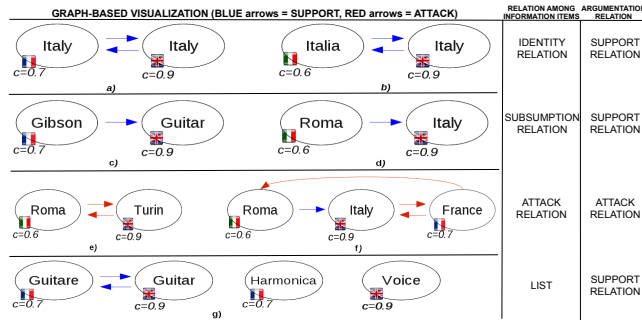 GRAPH-BASED VISUALIZATION (BLUE arrows = SUPPORT, RED arrows = ATTACK)
RELATION AMONG INFORMATION ITEMS
ARGUMENTATION RELATION
Italy
Italy
c=0.7
c=0.9
a)
Italia
Italy
c=0.6
c=0.9
b)
IDENTITY RELATION
SUPPORT RELATION
Gibson
Guitar
c=0.7
c=0.9
c)
Roma
Italy
c=0.6
c=0.9
d)
SUBSUMPTION RELATION
SUPPORT RELATION
Roma
Turin
c=0.6
c=0.9
e)
Roma
Italy
France
c=0.6
c=0.9
c=0.7
f)
ATTACK RELATION
ATTACK RELATION
Guitare
Guitar
Harmonica
Voice
c=0.7
c=0.9
c=0.7
c=0.9
g)
LIST
SUPPORT RELATION